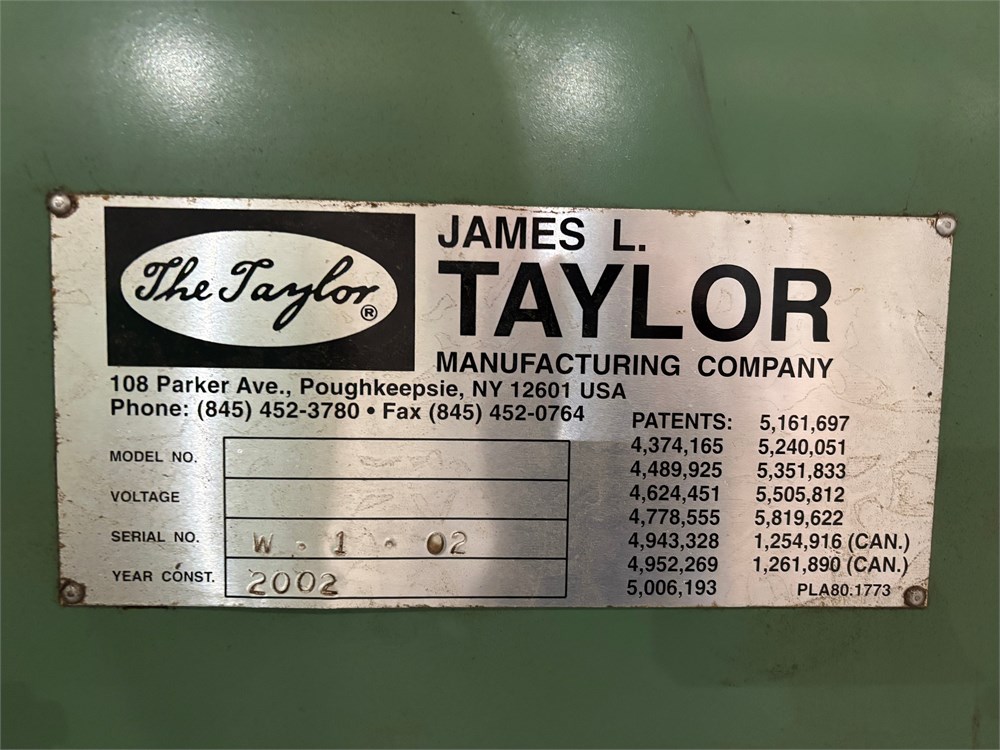 The Taylor®
JAMES L.
TAYLOR
MANUFACTURING COMPANY
108 Parker Ave., Poughkeepsie, NY 12601 USA
Phone: (845) 452-3780 • Fax (845) 452-0764
MODEL NO.
VOLTAGE
SERIAL NO. W - 1 - 02
YEAR CONST. 2002
PATENTS: 5,161,697
4,374,165 5,240,051
4,489,925 5,351,833
4,624,451 5,505,812
4,778,555 5,819,622
4,943,328 1,254,916 (CAN.)
4,952,269 1,261,890 (CAN.)
5,006,193 PLA80.1773